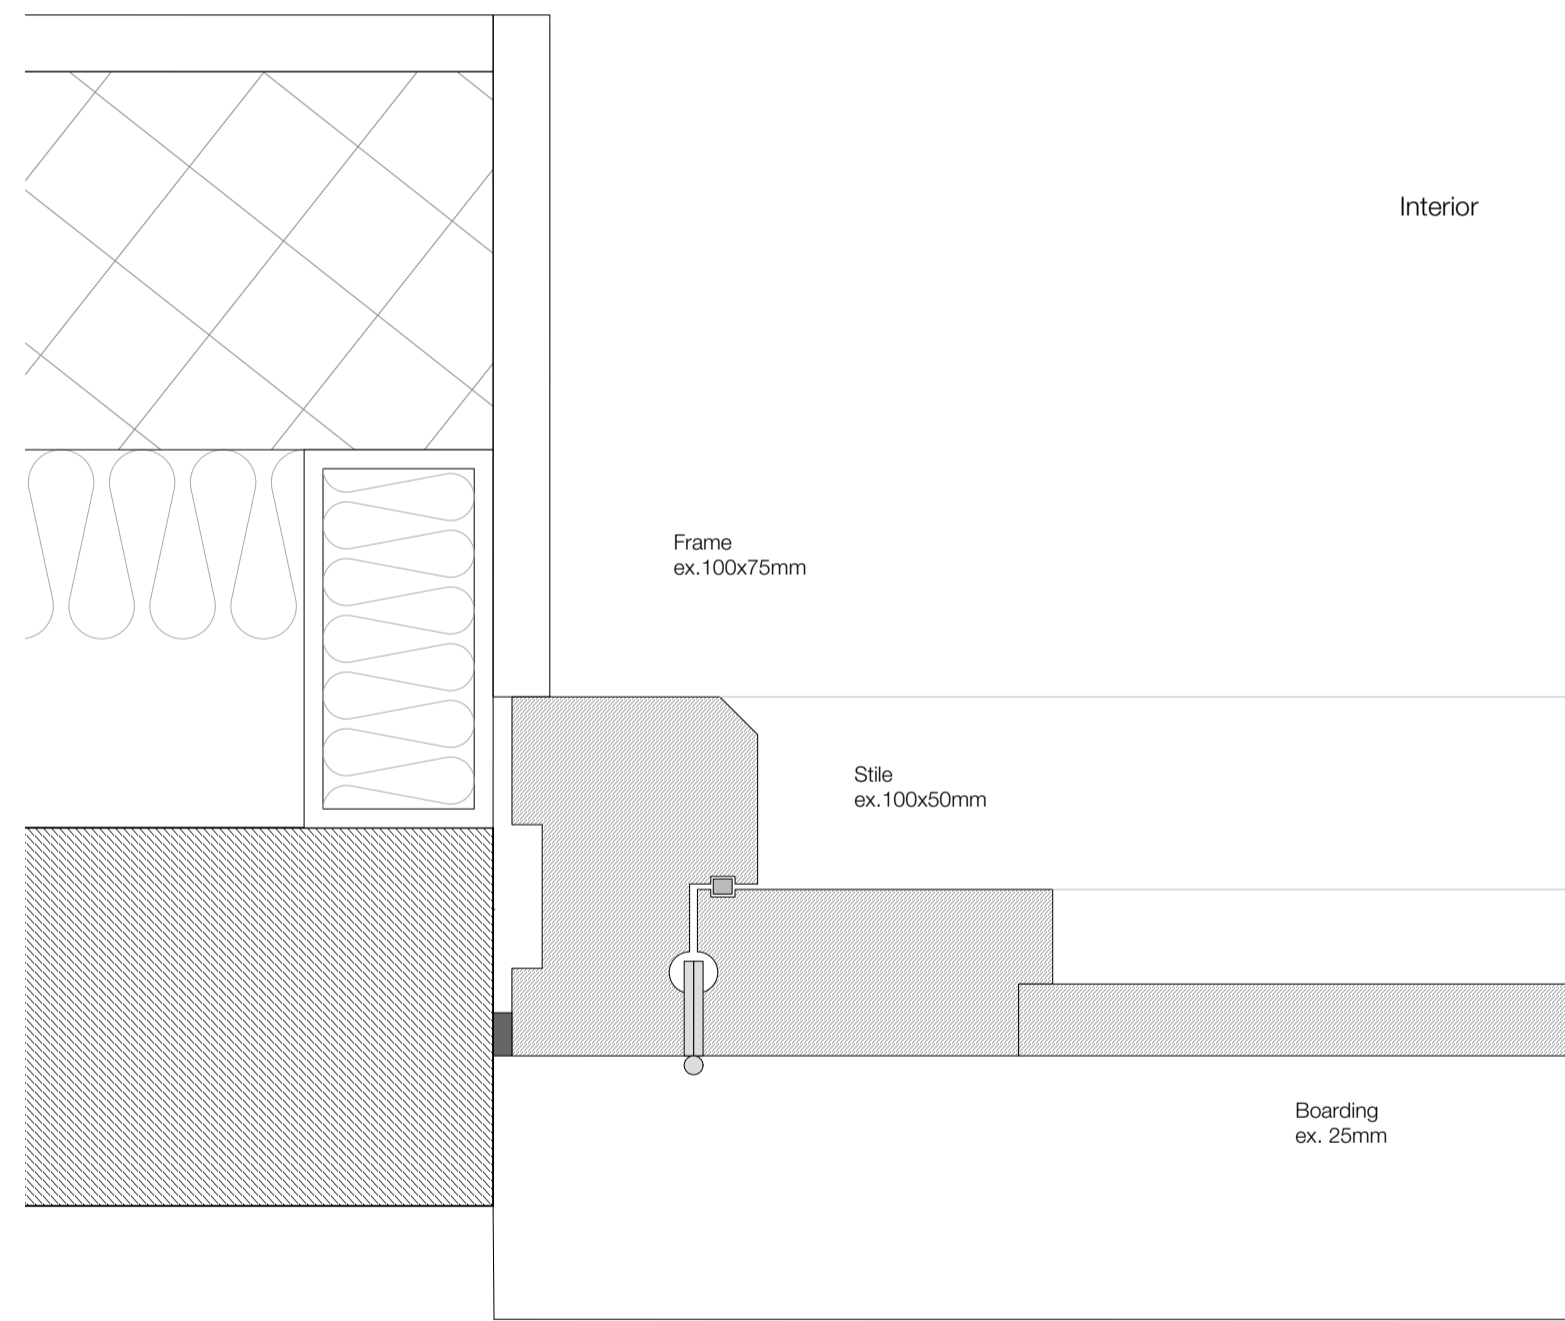 Interior
Frame
ex.100x75mm
Stile
ex.100x50mm
Boarding
ex. 25mm